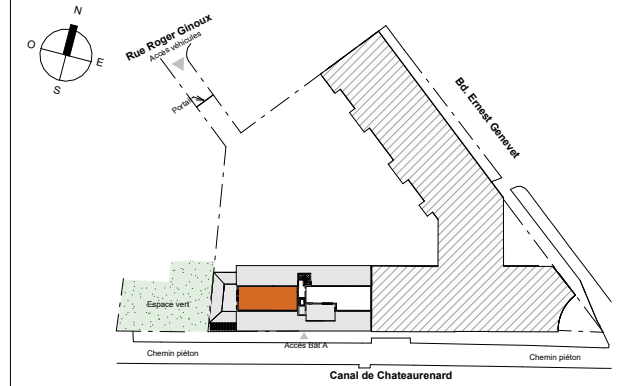 N
O
E
S
Rue Roger Ginoux
Accès véhicules
Portail
Bd. Ernest Genevet
Espace vert
Accès Bât A
Chemin piéton
Chemin piéton
Canal de Chateaurenard